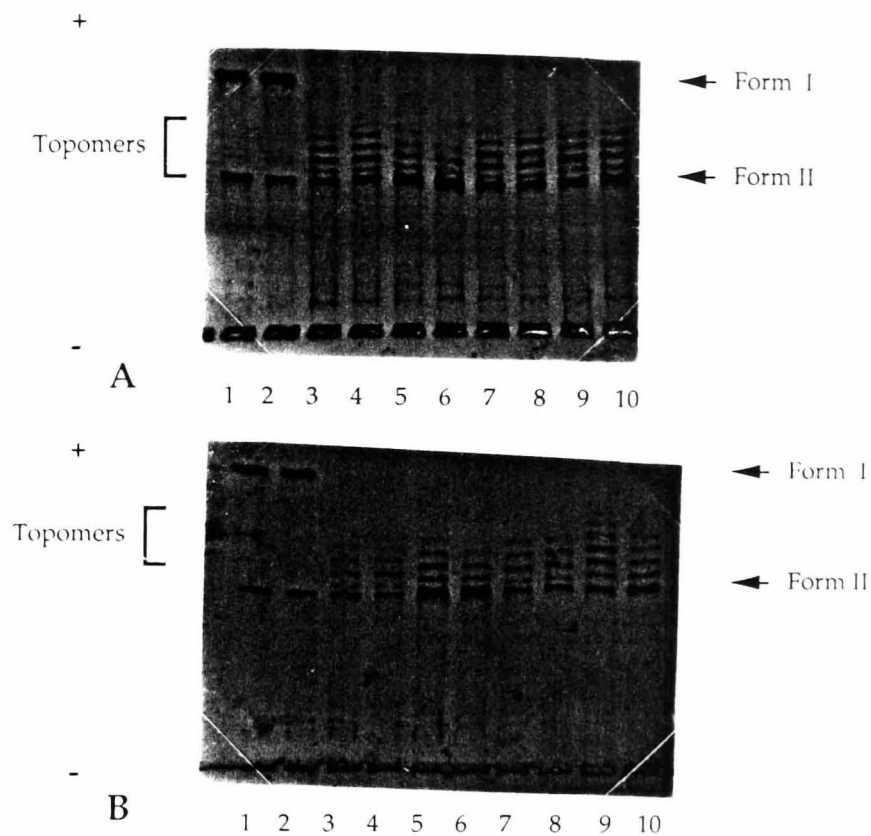 +
Form I
Topomers
Form II
-
A
1 2 3 4 5 6 7 8 9 10
+
Form I
Topomers
Form II
-
B
1 2 3 4 5 6 7 8 9 10